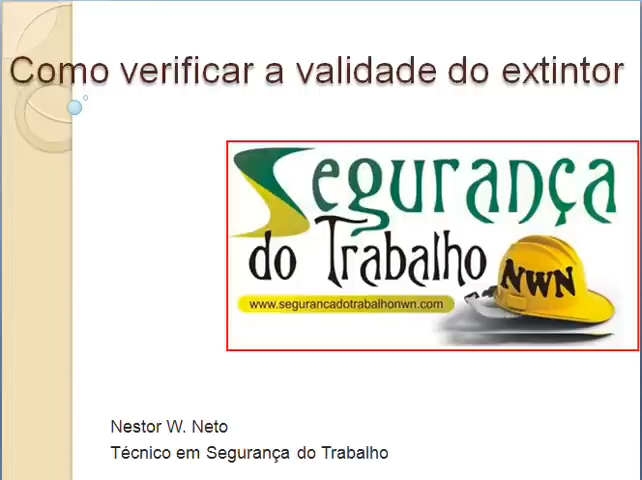 Como verificar a validade do extintor
Segurança
do Trabalho
NWN
www.segurancadotrabalhonwn.com
Nestor W. Neto
Técnico em Segurança do Trabalho